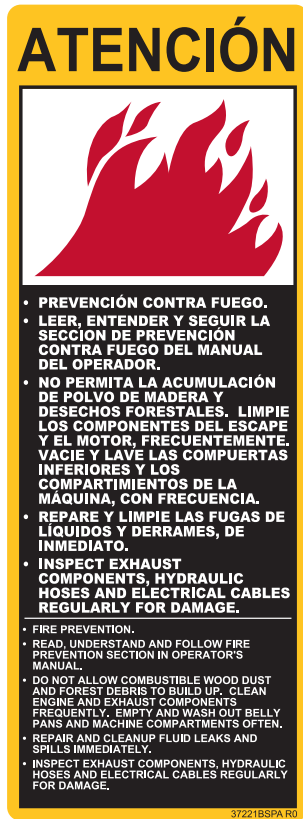 ATENCIÓN
• PREVENCIÓN CONTRA FUEGO.
• LEER, ENTENDER Y SEGUIR LA
SECCION DE PREVENCIÓN
CONTRA FUEGO DEL MANUAL
DEL OPERADOR.
• NO PERMITA LA ACUMULACIÓN
DE POLVO DE MADERA Y
DESECHOS FORESTALES. LIMPIE
LOS COMPONENTES DEL ESCAPE
Y EL MOTOR, FRECUENTEMENTE.
VACIE Y LAVE LAS COMPUERTAS
INFERIORES Y LOS
COMPARTIMIENTOS DE LA
MÁQUINA, CON FRECUENCIA.
• REPARE Y LIMPIE LAS FUGAS DE
LÍQUIDOS Y DERRAMES, DE
INMEDIATO.
• INSPECT EXHAUST
COMPONENTS, HYDRAULIC
HOSES AND ELECTRICAL CABLES
REGULARLY FOR DAMAGE.
• FIRE PREVENTION.
• READ, UNDERSTAND AND FOLLOW FIRE
PREVENTION SECTION IN OPERATOR'S
MANUAL.
• DO NOT ALLOW COMBUSTIBLE WOOD DUST
AND FOREST DEBRIS TO BUILD UP. CLEAN
ENGINE AND EXHAUST COMPONENTS
FREQUENTLY. EMPTY AND WASH OUT BELLY
PANS AND MACHINE COMPARTMENTS OFTEN.
• REPAIR AND CLEANUP FLUID LEAKS AND
SPILLS IMMEDIATELY.
• INSPECT EXHAUST COMPONENTS, HYDRAULIC
HOSES AND ELECTRICAL CABLES REGULARLY
FOR DAMAGE.
37221BSPA R0